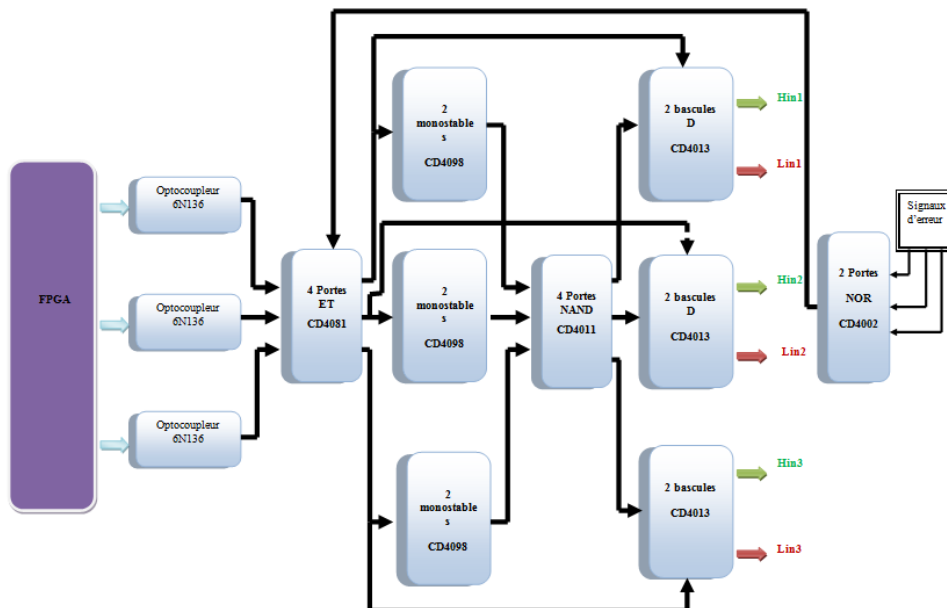 FPGA
Optocoupleur
6N136
Optocoupleur
6N136
Optocoupleur
6N136
4 Portes
ET
CD4081
2
monostable
s
CD4098
2
monostable
s
CD4098
2
monostable
s
CD4098
4 Portes
NAND
CD4011
2 bascules
D
CD4013
2 bascules
D
CD4013
2 bascules
CD4013
Hin1
Lin1
Hin2
Lin2
Hin3
Lin3
2 Portes
NOR
CD4002
Signaux
d'erreur